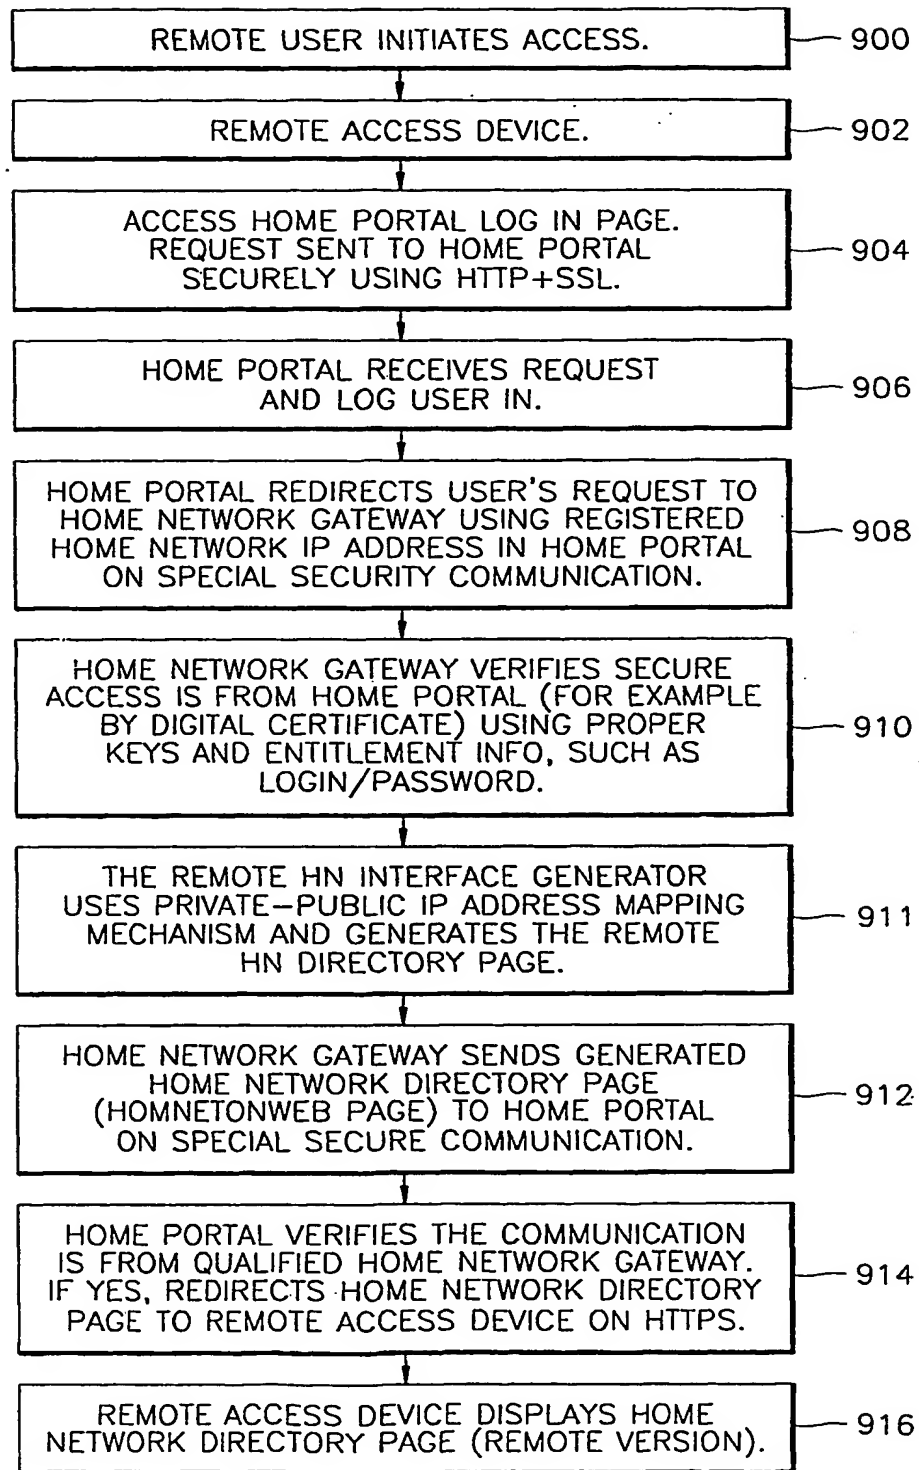 REMOTE USER INITIATES ACCESS.
900
REMOTE ACCESS DEVICE.
902
ACCESS HOME PORTAL LOG IN PAGE.
REQUEST SENT TO HOME PORTAL
SECURELY USING HTTP+SSL.
904
HOME PORTAL RECEIVES REQUEST
AND LOG USER IN.
906
HOME PORTAL REDIRECTS USER'S REQUEST TO
HOME NETWORK GATEWAY USING REGISTERED
HOME NETWORK IP ADDRESS IN HOME PORTAL
ON SPECIAL SECURITY COMMUNICATION.
908
HOME NETWORK GATEWAY VERIFIES SECURE
ACCESS IS FROM HOME PORTAL (FOR EXAMPLE
BY DIGITAL CERTIFICATE) USING PROPER
KEYS AND ENTITLEMENT INFO, SUCH AS
LOGIN/PASSWORD.
910
THE REMOTE HN INTERFACE GENERATOR
USES PRIVATE-PUBLIC IP ADDRESS MAPPING
MECHANISM AND GENERATES THE REMOTE
HN DIRECTORY PAGE.
911
HOME NETWORK GATEWAY SENDS GENERATED
HOME NETWORK DIRECTORY PAGE
(HOMNETONWEB PAGE) TO HOME PORTAL
ON SPECIAL SECURE COMMUNICATION.
912
HOME PORTAL VERIFIES THE COMMUNICATION
IS FROM QUALIFIED HOME NETWORK GATEWAY.
IF YES, REDIRECTS HOME NETWORK DIRECTORY
PAGE TO REMOTE ACCESS DEVICE ON HTTPS.
914
REMOTE ACCESS DEVICE DISPLAYS HOME
NETWORK DIRECTORY PAGE (REMOTE VERSION).
916